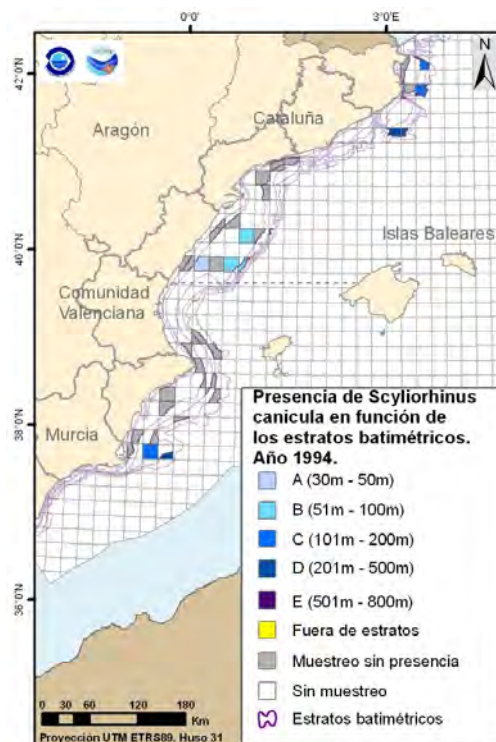 0°0'
3°0'E
N
42°0'N
Cataluña
Aragón
40°0'N
Islas Baleares
Comunidad
Valenciana
38°0'N
Murcia
36°0'N
Presencia de Scyliorhinus
canicula en función de
los estratos batimétricos.
Año 1994.
A (30m - 50m)
B (51m - 100m)
C (101m - 200m)
D (201m - 500m)
E (501m - 800m)
Fuera de estratos
Muestreo sin presencia
Sin muestreo
Estratos batimétricos
0 30 60 120 180
Km
Proyección UTM ETRS89. Huso 31